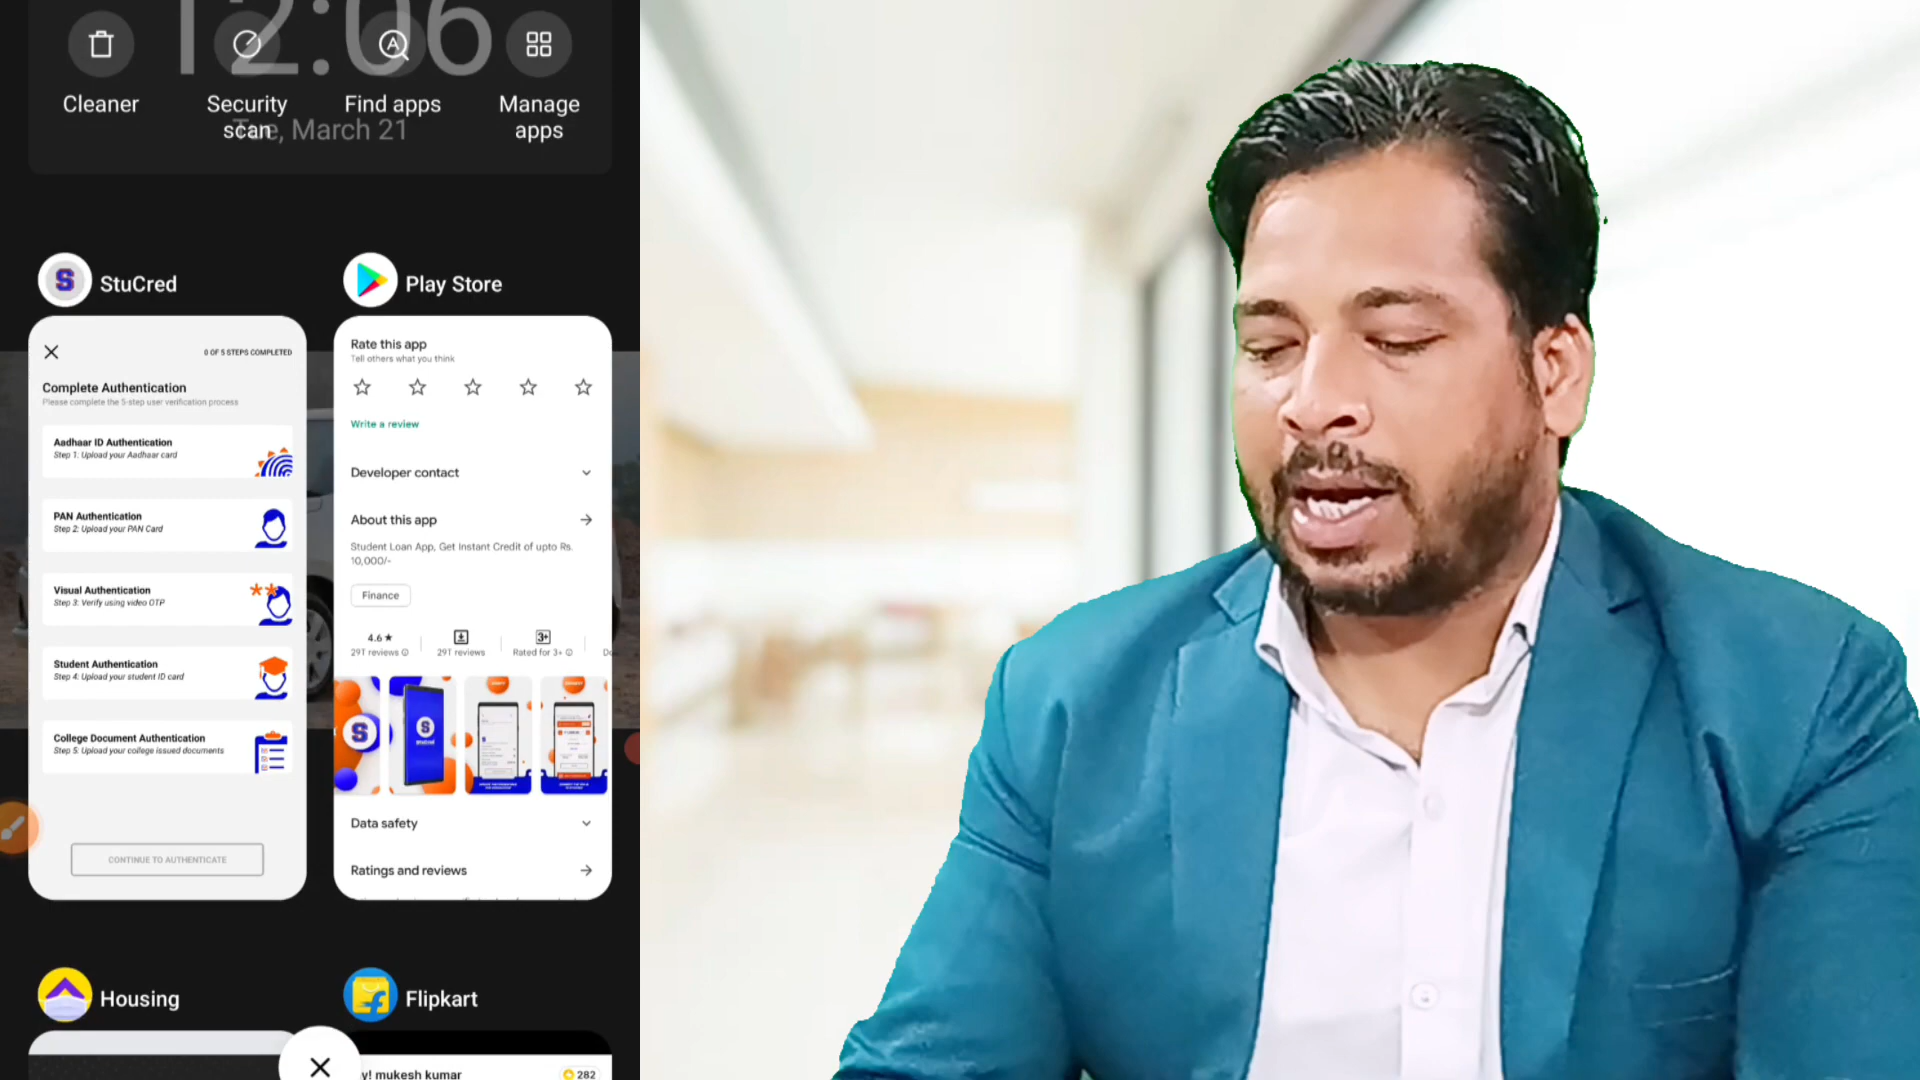 12:06
Tue, March 21
Cleaner
Security
scan
Find apps
Manage
apps
StuCred
0 OF 5 STEPS COMPLETED
Complete Authentication
Please complete the 5-step user verification process
Aadhaar ID Authentication
Step 1: Upload your Aadhaar card
PAN Authentication
Step 2: Upload your PAN Card
Visual Authentication
Step 3: Verify using video OTP
Student Authentication
Step 4: Upload your student ID card
College Document Authentication
Step 5: Upload your college issued documents
CONTINUE TO AUTHENTICATE
Play Store
Rate this app
Tell others what you think
Write a review
Developer contact
About this app
Student Loan App, Get Instant Credit of upto Rs.
10,000/-
Finance
4.6★
29T reviews
29T reviews
3+
Rated for 3+
Data safety
Ratings and reviews
Housing
Flipkart
y! mukesh kumar
282